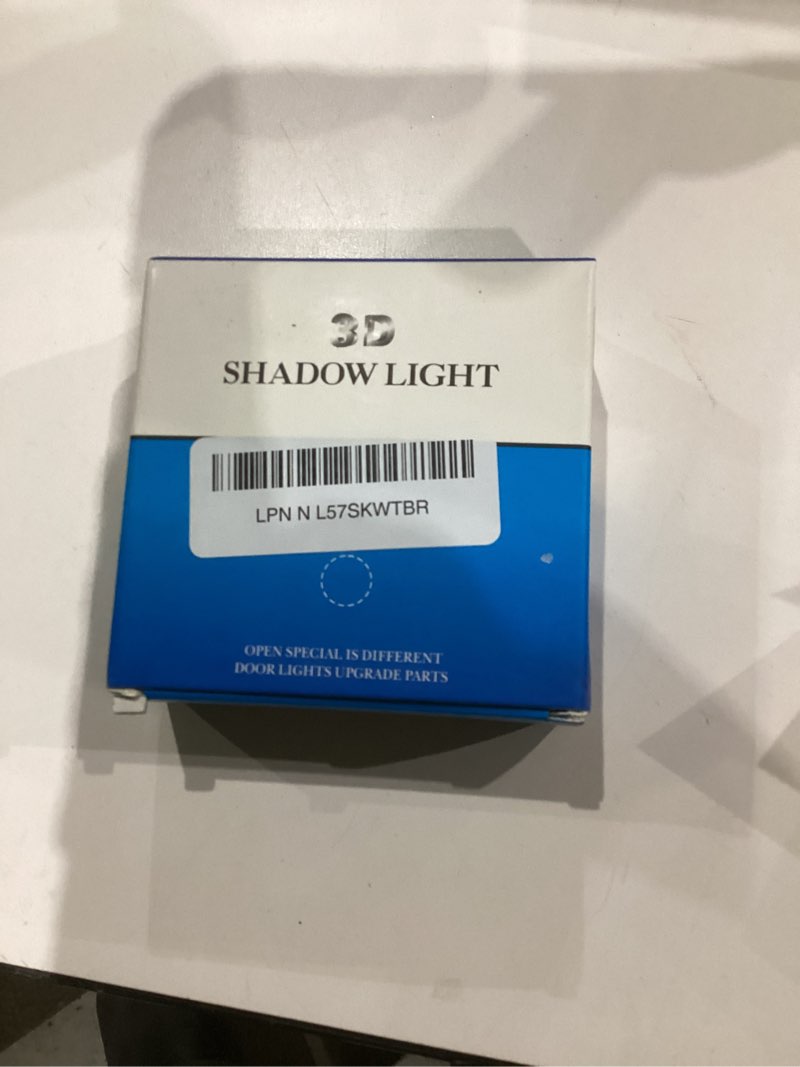 3D
SHADOW LIGHT
LPN N L57SKWTBR
OPEN SPECIAL IS DIFFERENT
DOOR LIGHTS UPGRADE PARTS